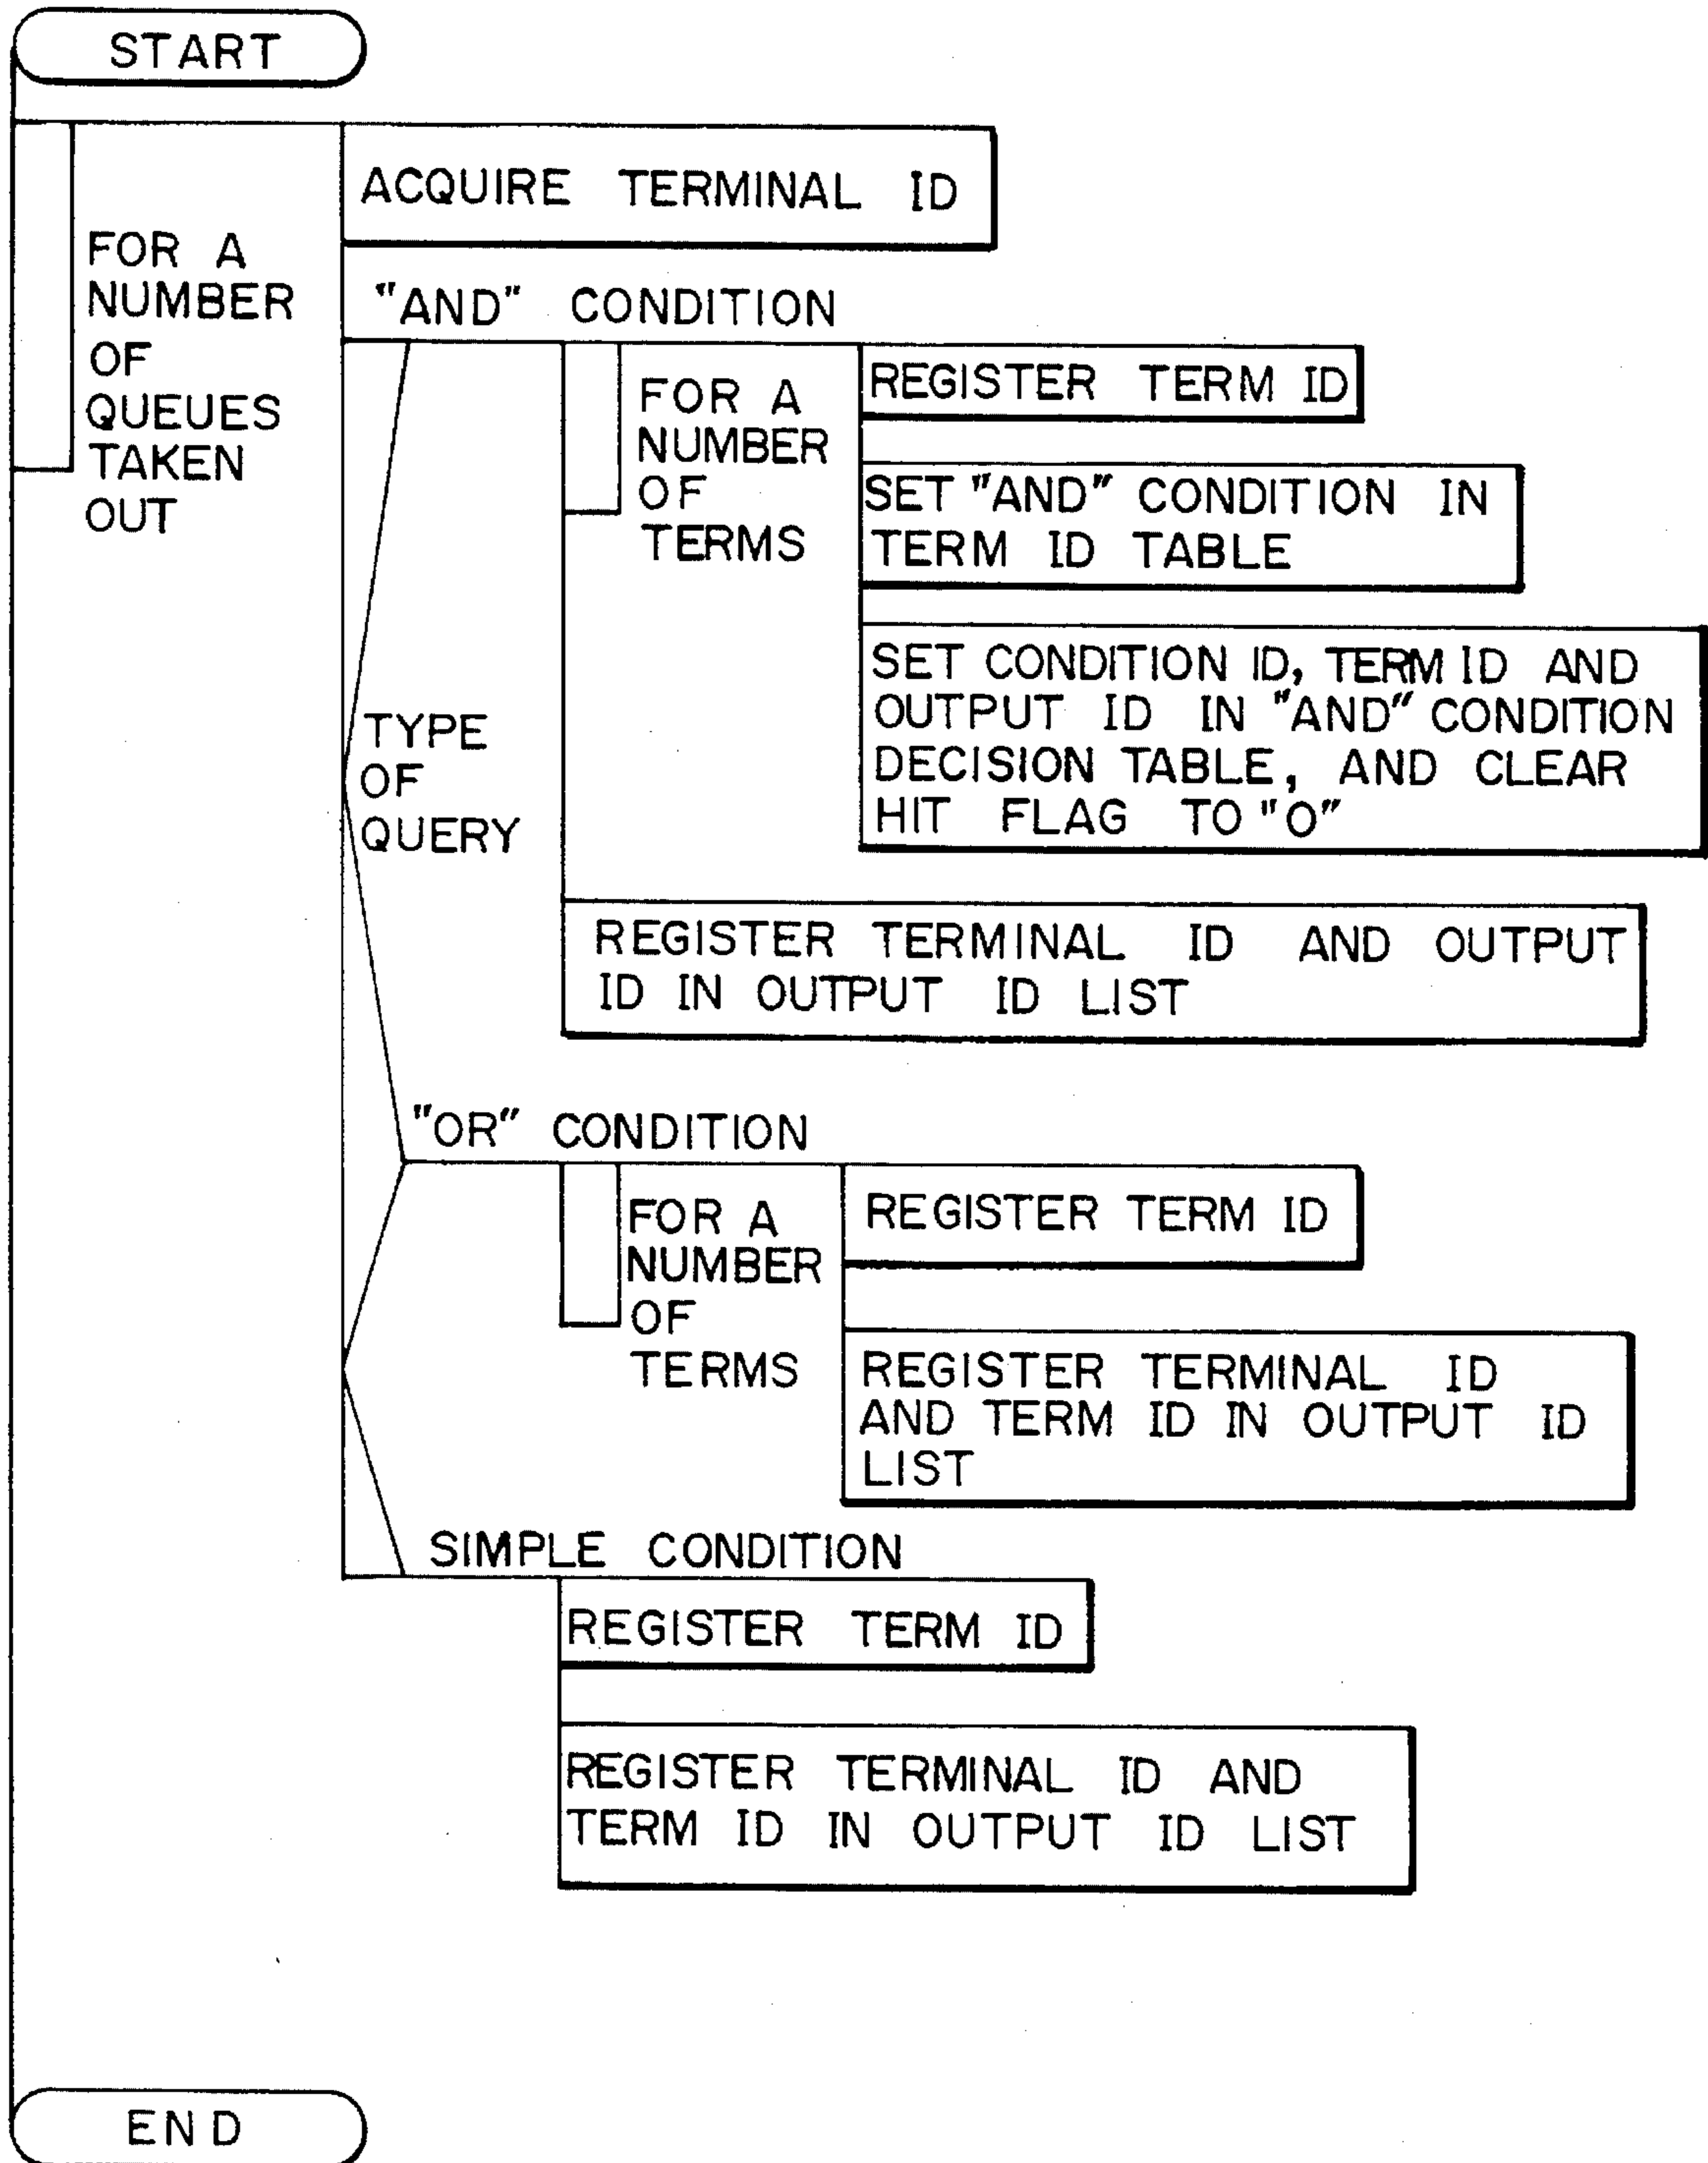 START
ACQUIRE TERMINAL ID
FOR A
NUMBER
OF
QUEUES
TAKEN
OUT
"AND" CONDITION
FOR A
NUMBER
OF
TERMS
REGISTER TERM ID
SET "AND" CONDITION IN
TERM ID TABLE
SET CONDITION ID, TERM ID AND
OUTPUT ID IN "AND" CONDITION
DECISION TABLE, AND CLEAR
HIT FLAG TO "O"
TYPE
OF
QUERY
REGISTER TERMINAL ID AND OUTPUT
ID IN OUTPUT ID LIST
"OR" CONDITION
FOR A
NUMBER
OF
TERMS
REGISTER TERM ID
REGISTER TERMINAL ID
AND TERM ID IN OUTPUT ID
LIST
SIMPLE CONDITION
REGISTER TERM ID
REGISTER TERMINAL ID AND
TERM ID IN OUTPUT ID LIST
END